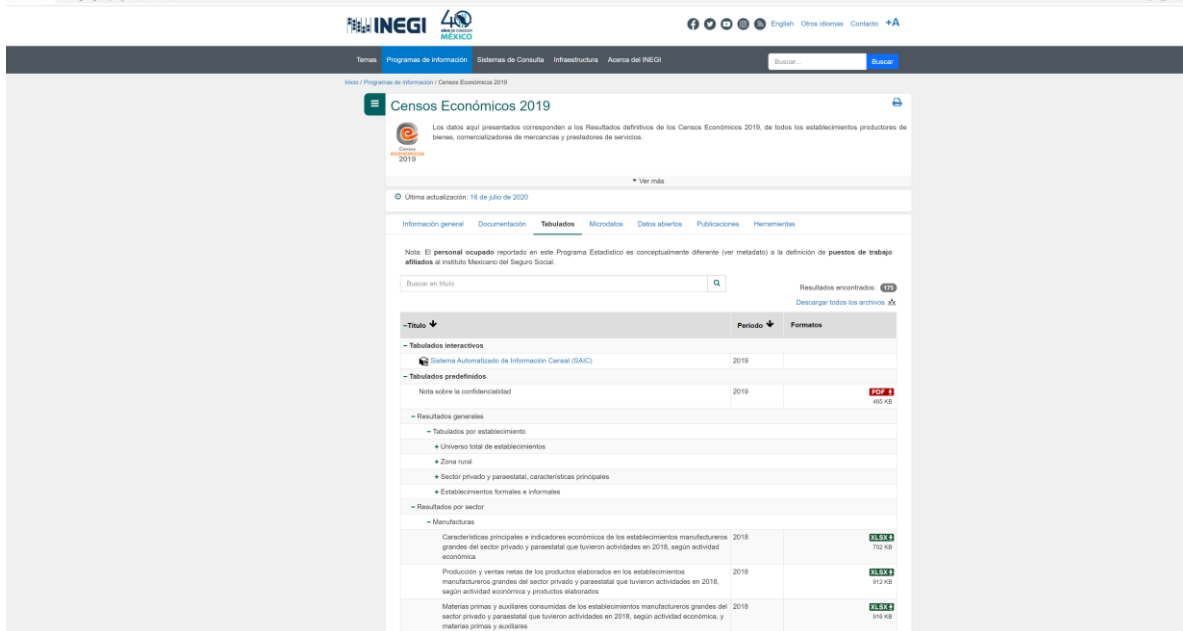 INEGI
40
MÉXICO
English Otros idiomas Contacto +A
Temas Programas de información Sistemas de Consulta Infraestructura Acerca del INEGI Buscar... Buscar
Inicio / Programas de información / Censos Económicos 2019
Censos Económicos 2019
Los datos aquí presentados corresponden a los Resultados definitivos de los Censos Económicos 2019, de todos los establecimientos productores de
bienes, comercializadores de mercancías y prestadores de servicios.
Censos
económicos
2019
Ver más
Última actualización: 16 de julio de 2020
Información general Documentación Tabulados Microdatos Datos abiertos Publicaciones Herramientas
Nota: El personal ocupado reportado en este Programa Estadístico es conceptualmente diferente (ver metadato) a la definición de puestos de trabajo
afiliados al Instituto Mexicano del Seguro Social.
Buscar en título
Resultados encontrados: 175
Descargar todos los archivos
−Título Periodo Formatos
− Tabulados interactivos
Sistema Automatizado de Información Censal (SAIC) 2019
− Tabulados predefinidos
Nota sobre la confidencialidad 2019 PDF
465 KB
− Resultados generales
− Tabulados por establecimiento
+ Universo total de establecimientos
+ Zona rural
+ Sector privado y paraestatal, características principales
+ Establecimientos formales e informales
− Resultados por sector
− Manufacturas
Características principales e indicadores económicos de los establecimientos manufactureros 2018 XLSX
grandes del sector privado y paraestatal que tuvieron actividades en 2018, según actividad 702 KB
económica
Producción y ventas netas de los productos elaborados en los establecimientos 2018 XLSX
manufactureros grandes del sector privado y paraestatal que tuvieron actividades en 2018, 912 KB
según actividad económica y productos elaborados
Materias primas y auxiliares consumidas de los establecimientos manufactureros grandes del 2018 XLSX
sector privado y paraestatal que tuvieron actividades en 2018, según actividad económica, y 916 KB
materias primas y auxiliares